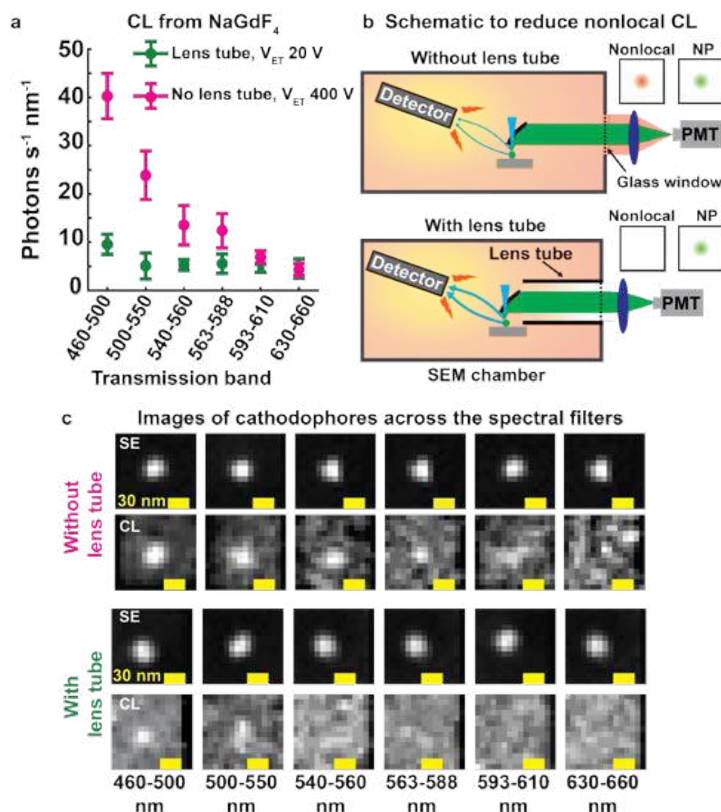 a
CL from NaGdF4
Lens tube, VET 20 V
No lens tube, VET 400 V
50
45
40
30
20
10
0
Photons s-1 nm-1
460-500
500-550
540-560
563-588
593-610
630-660
Transmission band
b Schematic to reduce nonlocal CL
Without lens tube
Nonlocal NP
Detector
PMT
Glass window
With lens tube
Nonlocal NP
Lens tube
Detector
PMT
SEM chamber
c Images of cathodophores across the spectral filters
Without
lens tube
SE
30 nm
CL
With
lens tube
SE
30 nm
CL
460-500 500-550 540-560 563-588 593-610 630-660
nm nm nm nm nm nm